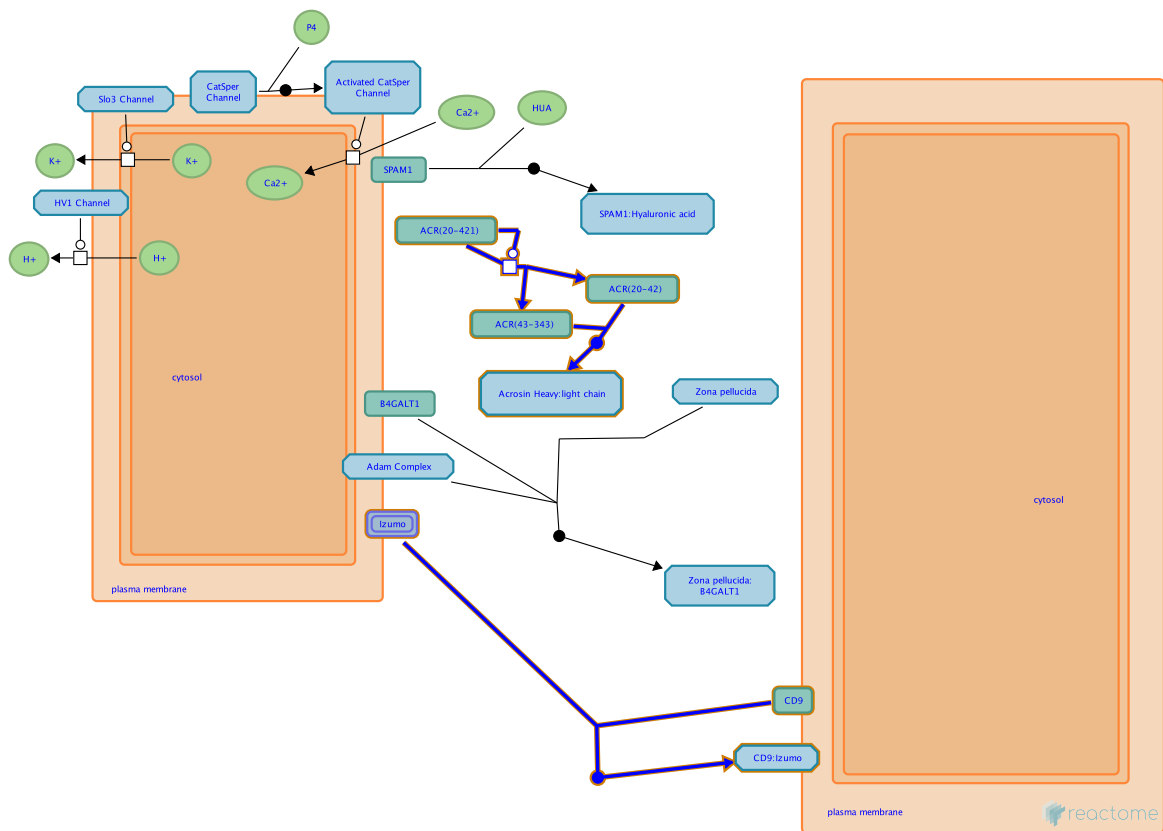 P4
CatSper
Channel
Activated CatSper
Channel
Slo3 Channel
Ca2+
HUA
K+
K+
Ca2+
SPAM1
HV1 Channel
SPAM1:Hyaluronic acid
ACR(20-421)
H+
H+
ACR(20-42)
ACR(43-343)
cytosol
Acrosin Heavy:light chain
Zona pellucida
B4GALT1
Adam Complex
cytosol
Izumo
Zona pellucida:
B4GALT1
plasma membrane
CD9
CD9:Izumo
plasma membrane
reactome